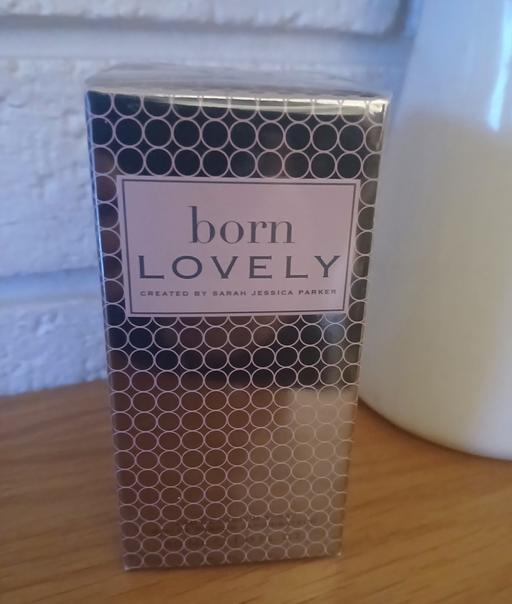 born
LOVELY
CREATED BY SARAH JESSICA PARKER